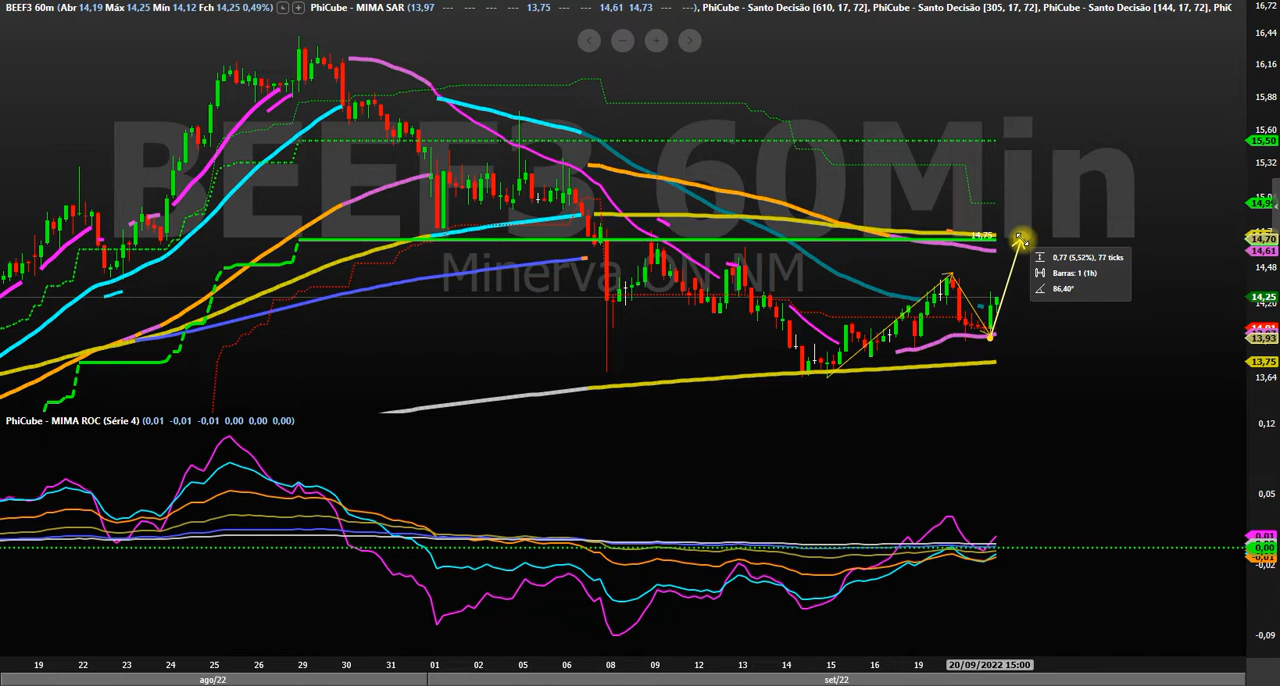 BEEF3 60m (Abr 14,19 Máx 14,25 Mín 14,12 Fch 14,25 0,49%) PhiCube - MIMA SAR (13,97 --- --- --- 13,75 --- --- 14,61 14,73 --- ---), PhiCube - Santo Decisão [610, 17, 72], PhiCube - Santo Decisão [305, 17, 72], PhiCube - Santo Decisão [144, 17, 72], PhiC
16,72
16,44
16,16
15,88
15,60
15,50
15,32
14,75
14,70
14,61
14,48
14,25
13,93
13,75
13,64
BEEF3 60Min
Minerva ON NM
0,77 (5,52%), 77 ticks
Barras: 1 (1h)
86,40°
PhiCube - MIMA ROC (Série 4) (0,01 -0,01 -0,01 0,00 0,00 0,00)
0,12
0,05
0,01
0,00
-0,01
-0,02
-0,09
19 22 23 24 25 26 29 30 31 01 02 05 06 08 09 12 13 14 15 16 19 20/09/2022 15:00
ago/22 set/22